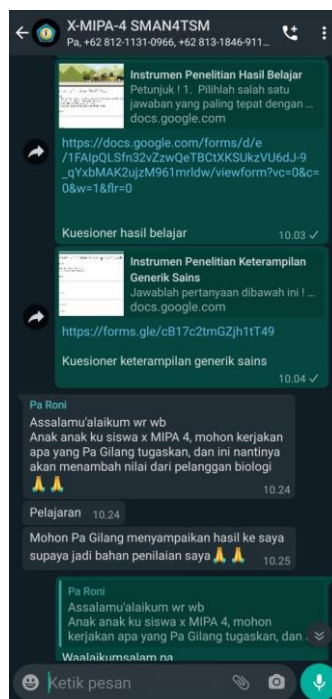 X-MIPA-4 SMAN4TSM
Pa, +62 812-1131-0966, +62 813-1846-911...
Instrumen Penelitian Hasil Belajar
Petunjuk ! 1. Pilihlah salah satu
jawaban yang paling tepat dengan ...
docs.google.com
https://docs.google.com/forms/d/e
/1FAIpQLSfn32vZzwQeTBCtXKSUkzVU6dJ-9
_qYxbMAK2ujzM961mrldw/viewform?vc=0&c=
0&w=1&flr=0
Kuesioner hasil belajar
10.03
Instrumen Penelitian Keterampilan
Generik Sains
Jawablah pertanyaan dibawah ini ! ...
docs.google.com
https://forms.gle/cB17c2tmGZjh1tT49
Kuesioner keterampilan generik sains
10.04
Pa Roni
Assalamu'alaikum wr wb
Anak anak ku siswa x MIPA 4, mohon kerjakan
apa yang Pa Gilang tugaskan, dan ini nantinya
akan menambah nilai dari pelanggan biologi
🙏 🙏
10.24
Pelajaran 10.24
Mohon Pa Gilang menyampaikan hasil ke saya
supaya jadi bahan penilaian saya 🙏 🙏
10.25
Pa Roni
Assalamu'alaikum wr wb
Anak anak ku siswa x MIPA 4, mohon
kerjakan apa yang Pa Gilang tugaskan, dan
Waalaikumsalam pa
Ketik pesan